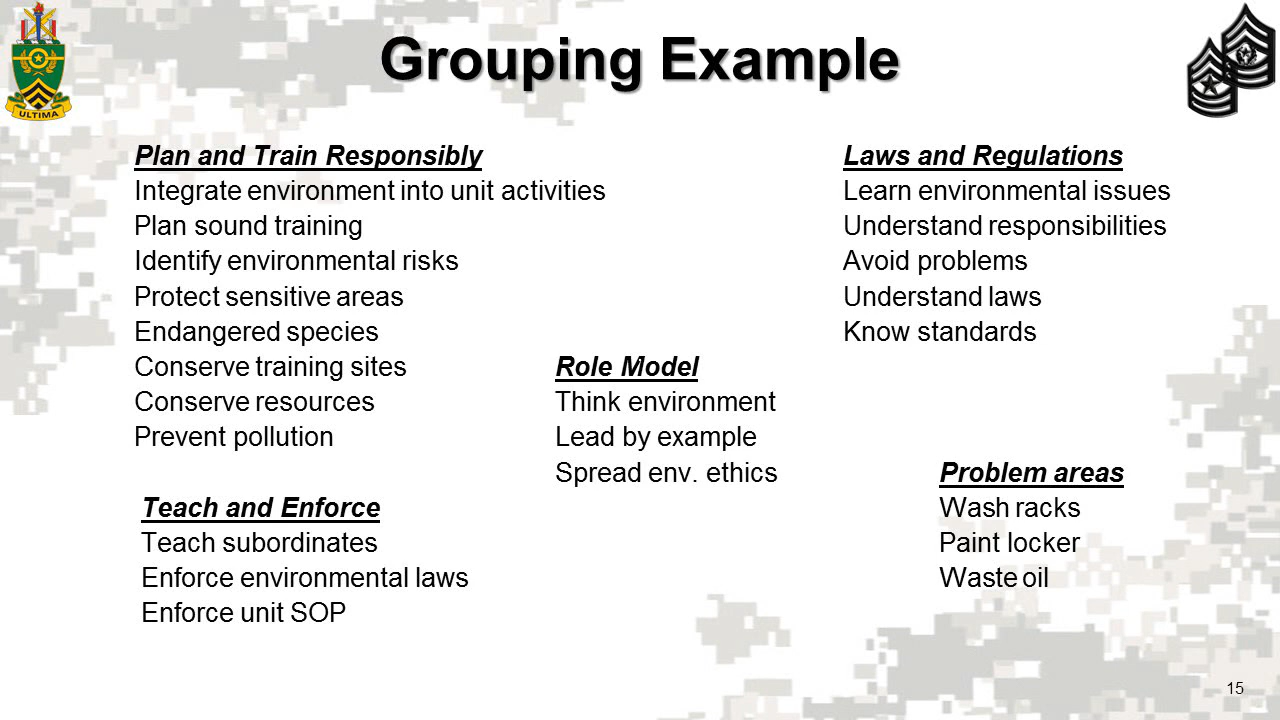 Grouping Example
ULTIMA
Plan and Train Responsibly
Integrate environment into unit activities
Plan sound training
Identify environmental risks
Protect sensitive areas
Endangered species
Conserve training sites
Conserve resources
Prevent pollution
Laws and Regulations
Learn environmental issues
Understand responsibilities
Avoid problems
Understand laws
Know standards
Role Model
Think environment
Lead by example
Spread env. ethics
Teach and Enforce
Teach subordinates
Enforce environmental laws
Enforce unit SOP
Problem areas
Wash racks
Paint locker
Waste oil
15